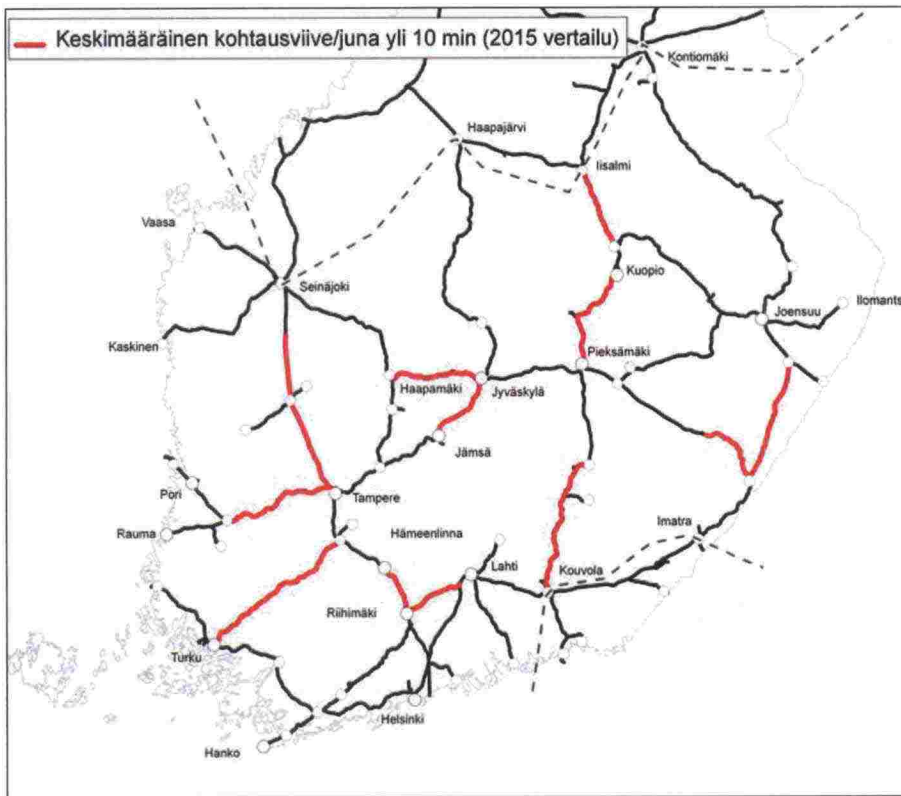 Keskimääräinen kohtausviive/juna yli 10 min (2015 vertailu)
Kontiomäki
Haapajärvi
Iisalmi
Vaasa
Kuopio
Seinäjoki
Ilomants
Joensuu
Kaskinen
Pieksämäki
Haapamäki
Jyväskylä
Jämsä
Pori
Tampere
Imatra
Rauma
Hämeenlinna
Lahti
Kouvola
Riihimäki
Turku
Helsinki
Hanko